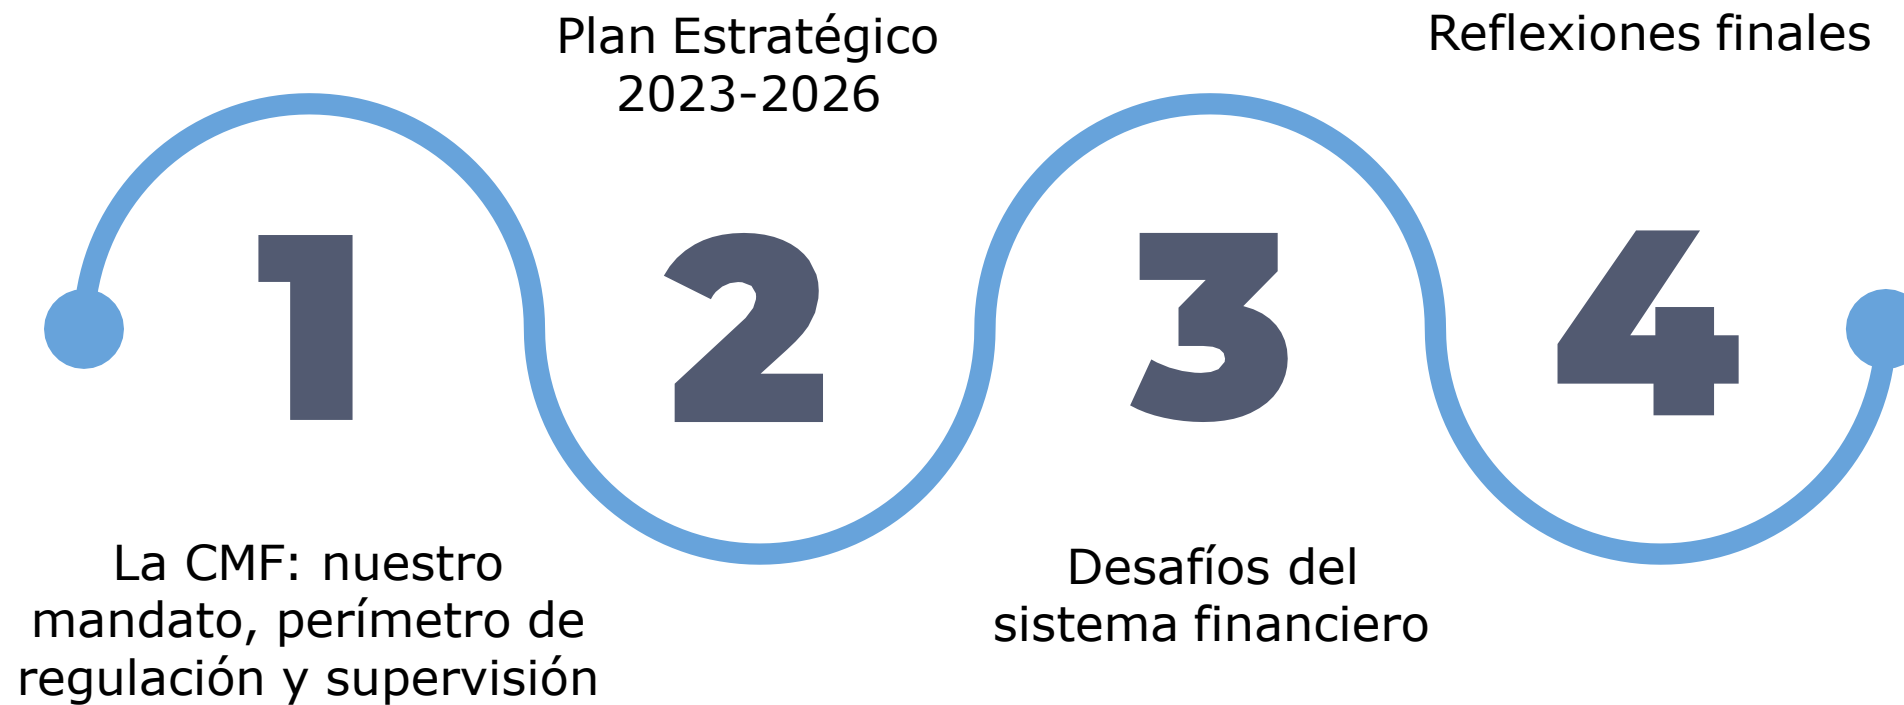 1
La CMF: nuestro
mandato, perímetro de
regulación y supervisión
Plan Estratégico
2023-2026
2
3
Desafíos del
sistema financiero
Reflexiones finales
4